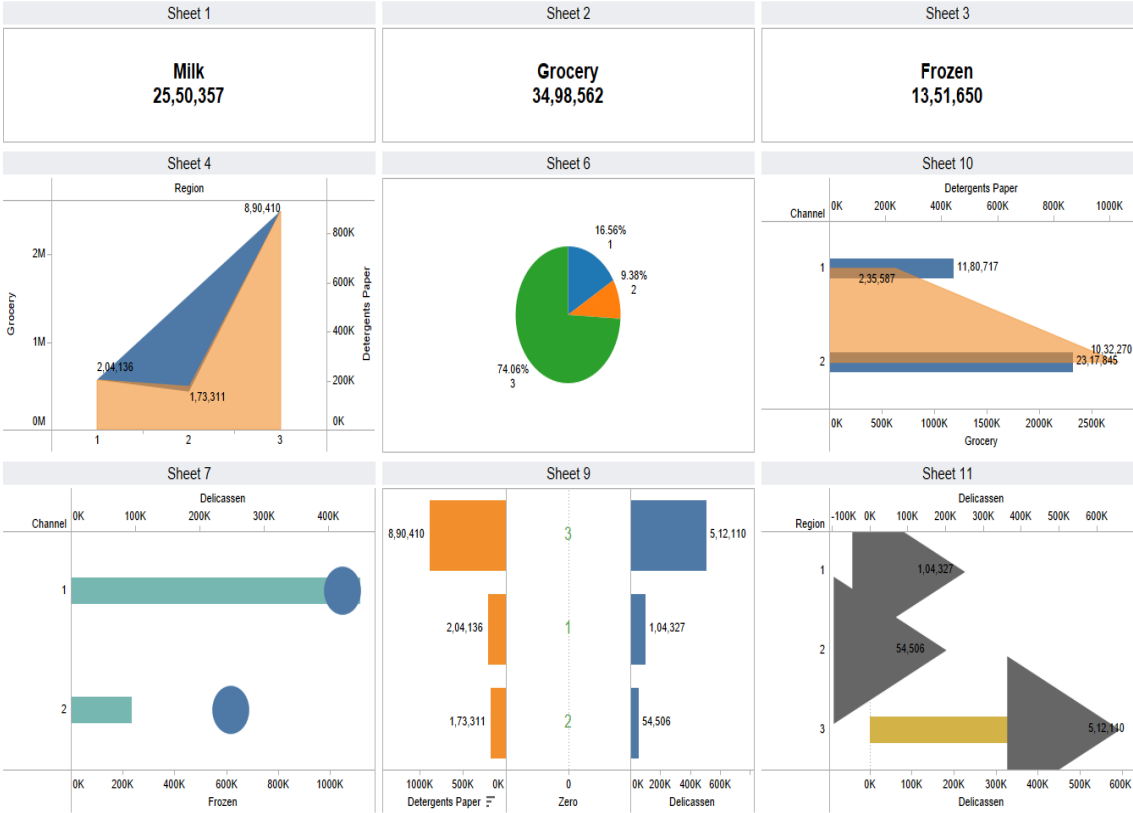 Sheet 1
Milk
25,50,357
Sheet 2
Grocery
34,98,562
Sheet 3
Frozen
13,51,650
Sheet 4
Region
8,90,410
800K
2M
600K
Grocery
Detergents Paper
1M
400K
2,04,136
200K
1,73,311
0M
0K
1 2 3
Sheet 6
16.56%
1
9.38%
2
74.06%
3
Sheet 10
Detergents Paper
0K 200K 400K 600K 800K 1000K
Channel
1
11,80,717
2,35,587
10,32,270
2
23,17,845
0K 500K 1000K 1500K 2000K 2500K
Grocery
Sheet 7
Delicassen
0K 100K 200K 300K 400K
Channel
1
2
0K 200K 400K 600K 800K 1000K
Frozen
Sheet 9
8,90,410 3 5,12,110
2,04,136 1 1,04,327
1,73,311 2 54,506
1000K 500K 0K 0 0K 200K 400K 600K
Detergents Paper Zero Delicassen
Sheet 11
Delicassen
Region
-100K 0K 100K 200K 300K 400K 500K 600K
1 1,04,327
2 54,506
3 5,12,110
0K 100K 200K 300K 400K 500K 600K
Delicassen